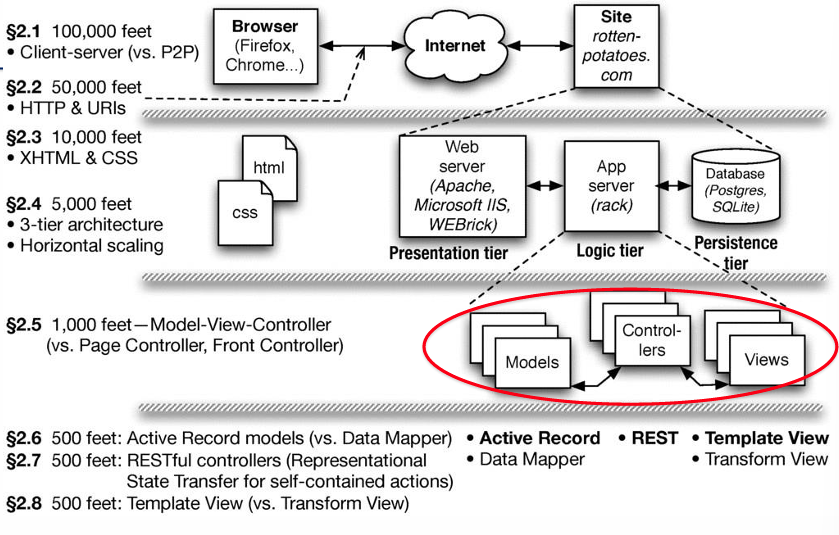 §2.1 100,000 feet
• Client-server (vs. P2P)
Browser
(Firefox,
Chrome...)
Internet
Site
rotten-
potatoes.
com
§2.2 50,000 feet
• HTTP & URIs
§2.3 10,000 feet
• XHTML & CSS
html
css
§2.4 5,000 feet
• 3-tier architecture
• Horizontal scaling
Web
server
(Apache,
Microsoft IIS,
WEBrick)
Presentation tier
App
server
(rack)
Logic tier
Database
(Postgres,
SQLite)
Persistence
tier
§2.5 1,000 feet—Model-View-Controller
(vs. Page Controller, Front Controller)
Models
Control-
lers
Views
§2.6 500 feet: Active Record models (vs. Data Mapper)
§2.7 500 feet: RESTful controllers (Representational
State Transfer for self-contained actions)
§2.8 500 feet: Template View (vs. Transform View)
• Active Record
• Data Mapper
• REST
• Template View
• Transform View